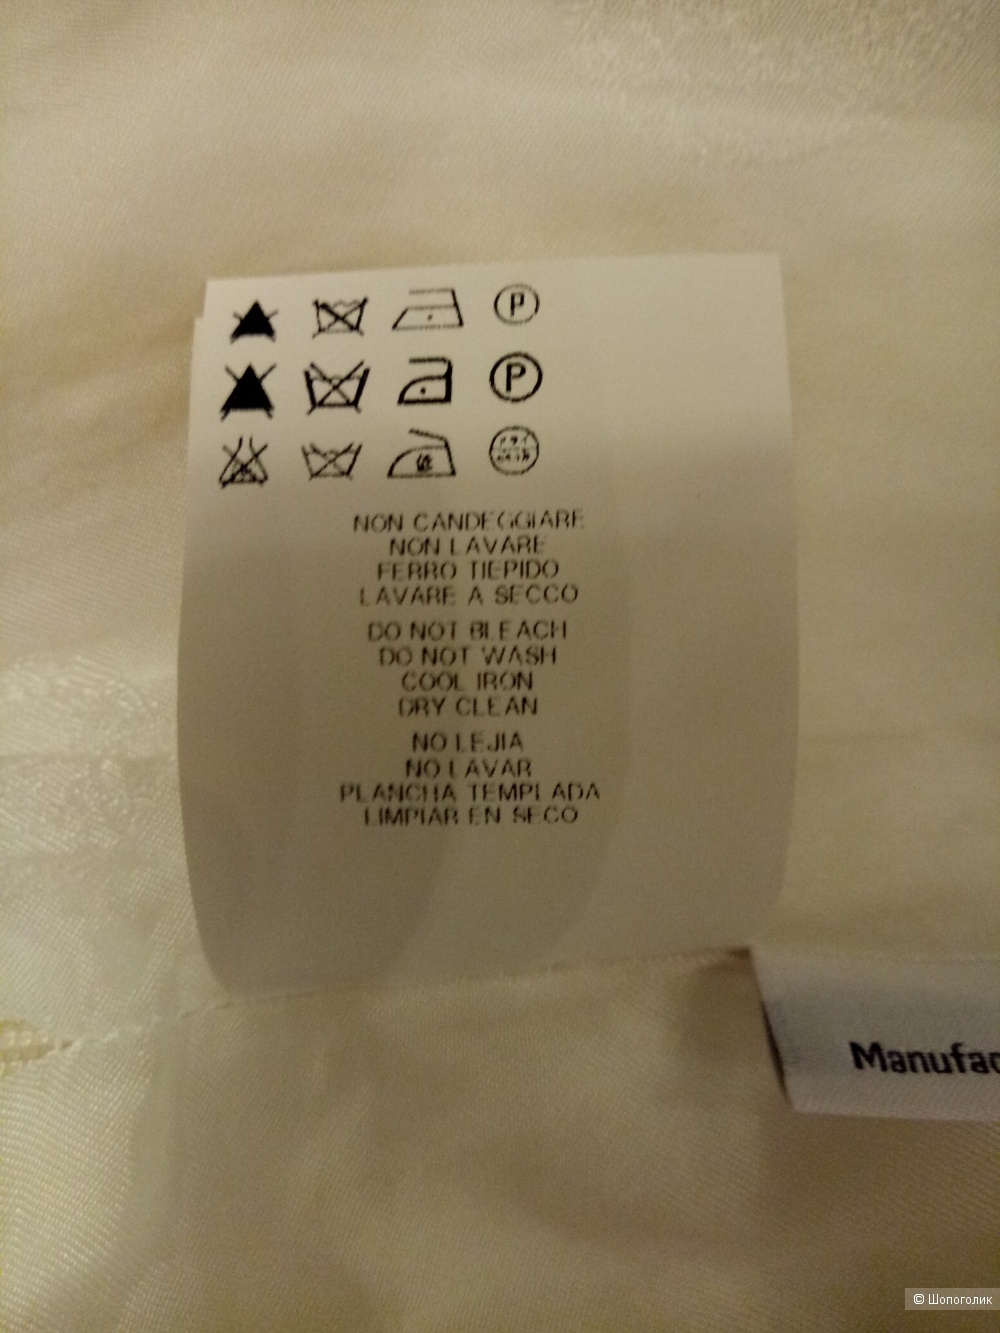 P
P
NON CANDEGGIARE
NON LAVARE
FERRO TIEPIDO
LAVARE A SECCO
DO NOT BLEACH
DO NOT WASH
COOL IRON
DRY CLEAN
NO LEJIA
NO LAVAR
PLANCHA TEMPLADA
LIMPIAR EN SECO
Manufac
© Шопоголик